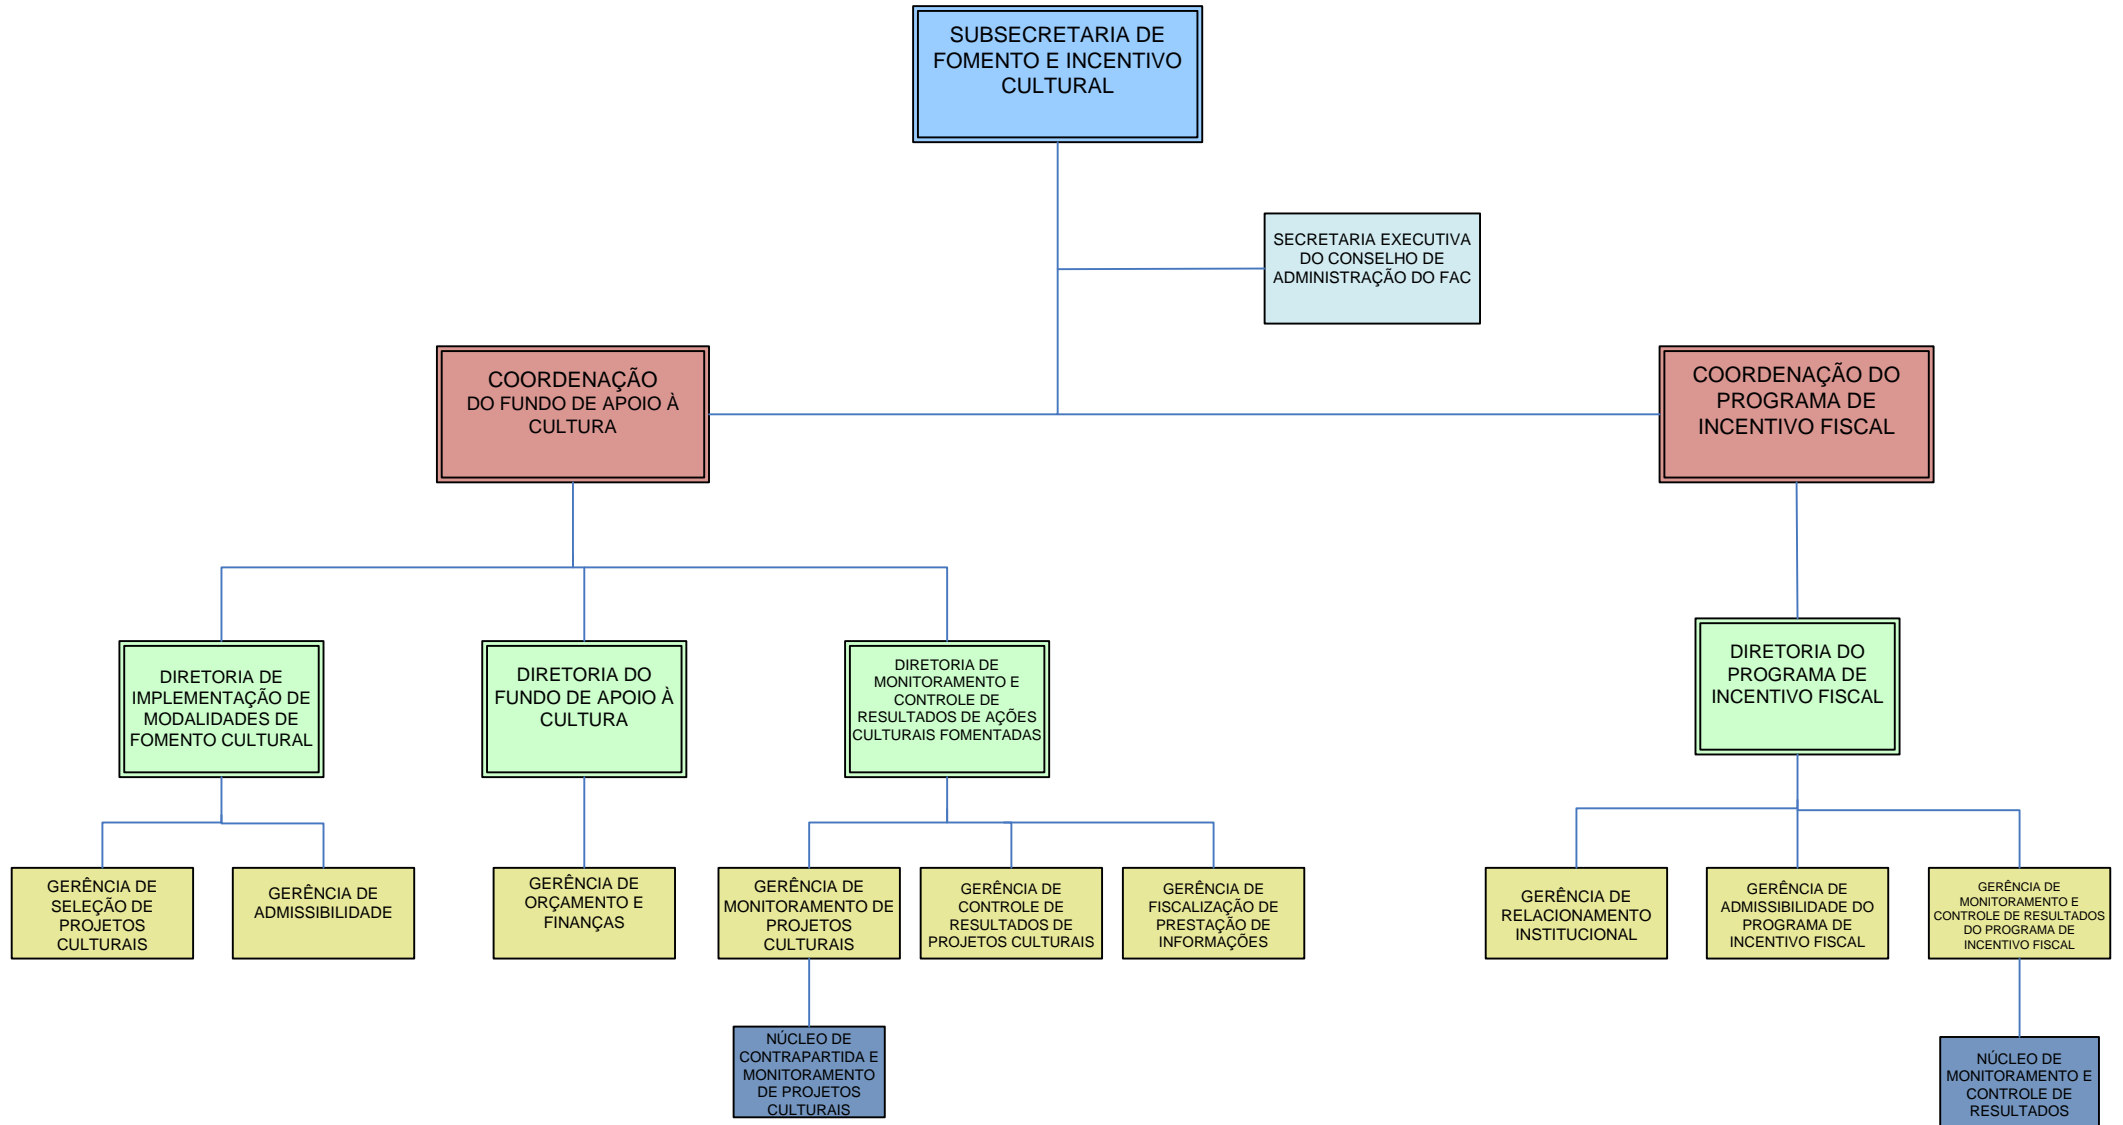 SUBSECRETARIA DE
FOMENTO E INCENTIVO
CULTURAL
SECRETARIA EXECUTIVA
DO CONSELHO DE
ADMINISTRAÇÃO DO FAC
COORDENAÇÃO
DO FUNDO DE APOIO À
CULTURA
COORDENAÇÃO DO
PROGRAMA DE
INCENTIVO FISCAL
DIRETORIA DE
IMPLEMENTAÇÃO DE
MODALIDADES DE
FOMENTO CULTURAL
DIRETORIA DO
FUNDO DE APOIO À
CULTURA
DIRETORIA DE
MONITORAMENTO E
CONTROLE DE
RESULTADOS DE AÇÕES
CULTURAIS FOMENTADAS
DIRETORIA DO
PROGRAMA DE
INCENTIVO FISCAL
GERÊNCIA DE
SELEÇÃO DE
PROJETOS
CULTURAIS
GERÊNCIA DE
ADMISSIBILIDADE
GERÊNCIA DE
ORÇAMENTO E
FINANÇAS
GERÊNCIA DE
MONITORAMENTO DE
PROJETOS
CULTURAIS
GERÊNCIA DE
CONTROLE DE
RESULTADOS DE
PROJETOS CULTURAIS
GERÊNCIA DE
FISCALIZAÇÃO DE
PRESTAÇÃO DE
INFORMAÇÕES
GERÊNCIA DE
RELACIONAMENTO
INSTITUCIONAL
GERÊNCIA DE
ADMISSIBILIDADE DO
PROGRAMA DE
INCENTIVO FISCAL
GERÊNCIA DE
MONITORAMENTO E
CONTROLE DE RESULTADOS
DO PROGRAMA DE
INCENTIVO FISCAL
NÚCLEO DE
CONTRAPARTIDA E
MONITORAMENTO
DE PROJETOS
CULTURAIS
NÚCLEO DE
MONITORAMENTO E
CONTROLE DE
RESULTADOS